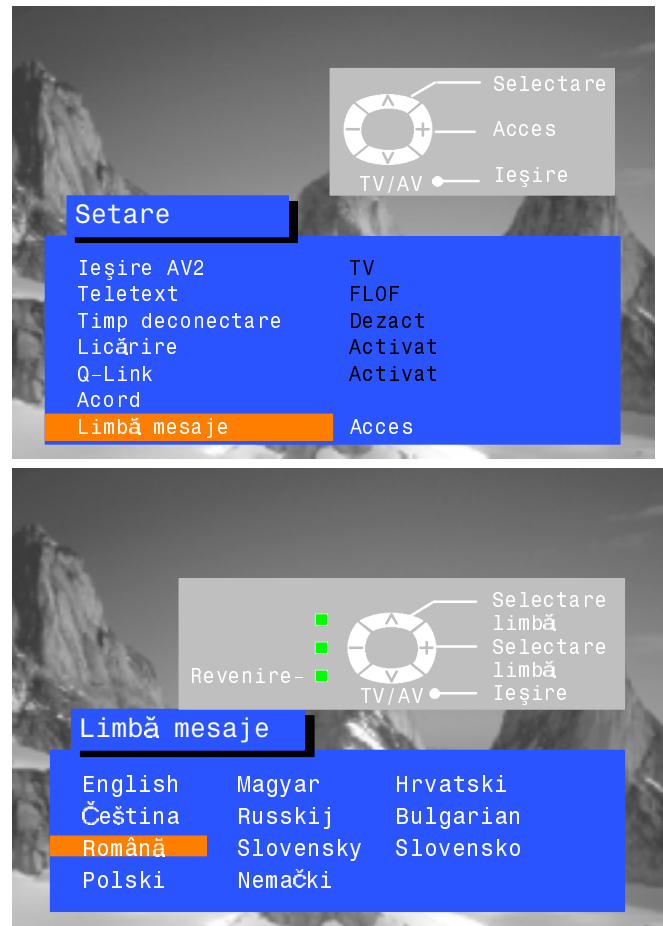 Selectare
Acces
TV/AV Ieşire
Setare
Ieşire AV2 TV
Teletext FLOF
Timp deconectare Dezact
Licărire Activat
Q-Link Activat
Acord
Limbă mesaje Acces
Selectare
limbă
Selectare
limbă
Revenire-
TV/AV Ieşire
Limbă mesaje
English Magyar Hrvatski
Čeština Russkij Bulgarian
Română Slovensky Slovensko
Polski Nemački